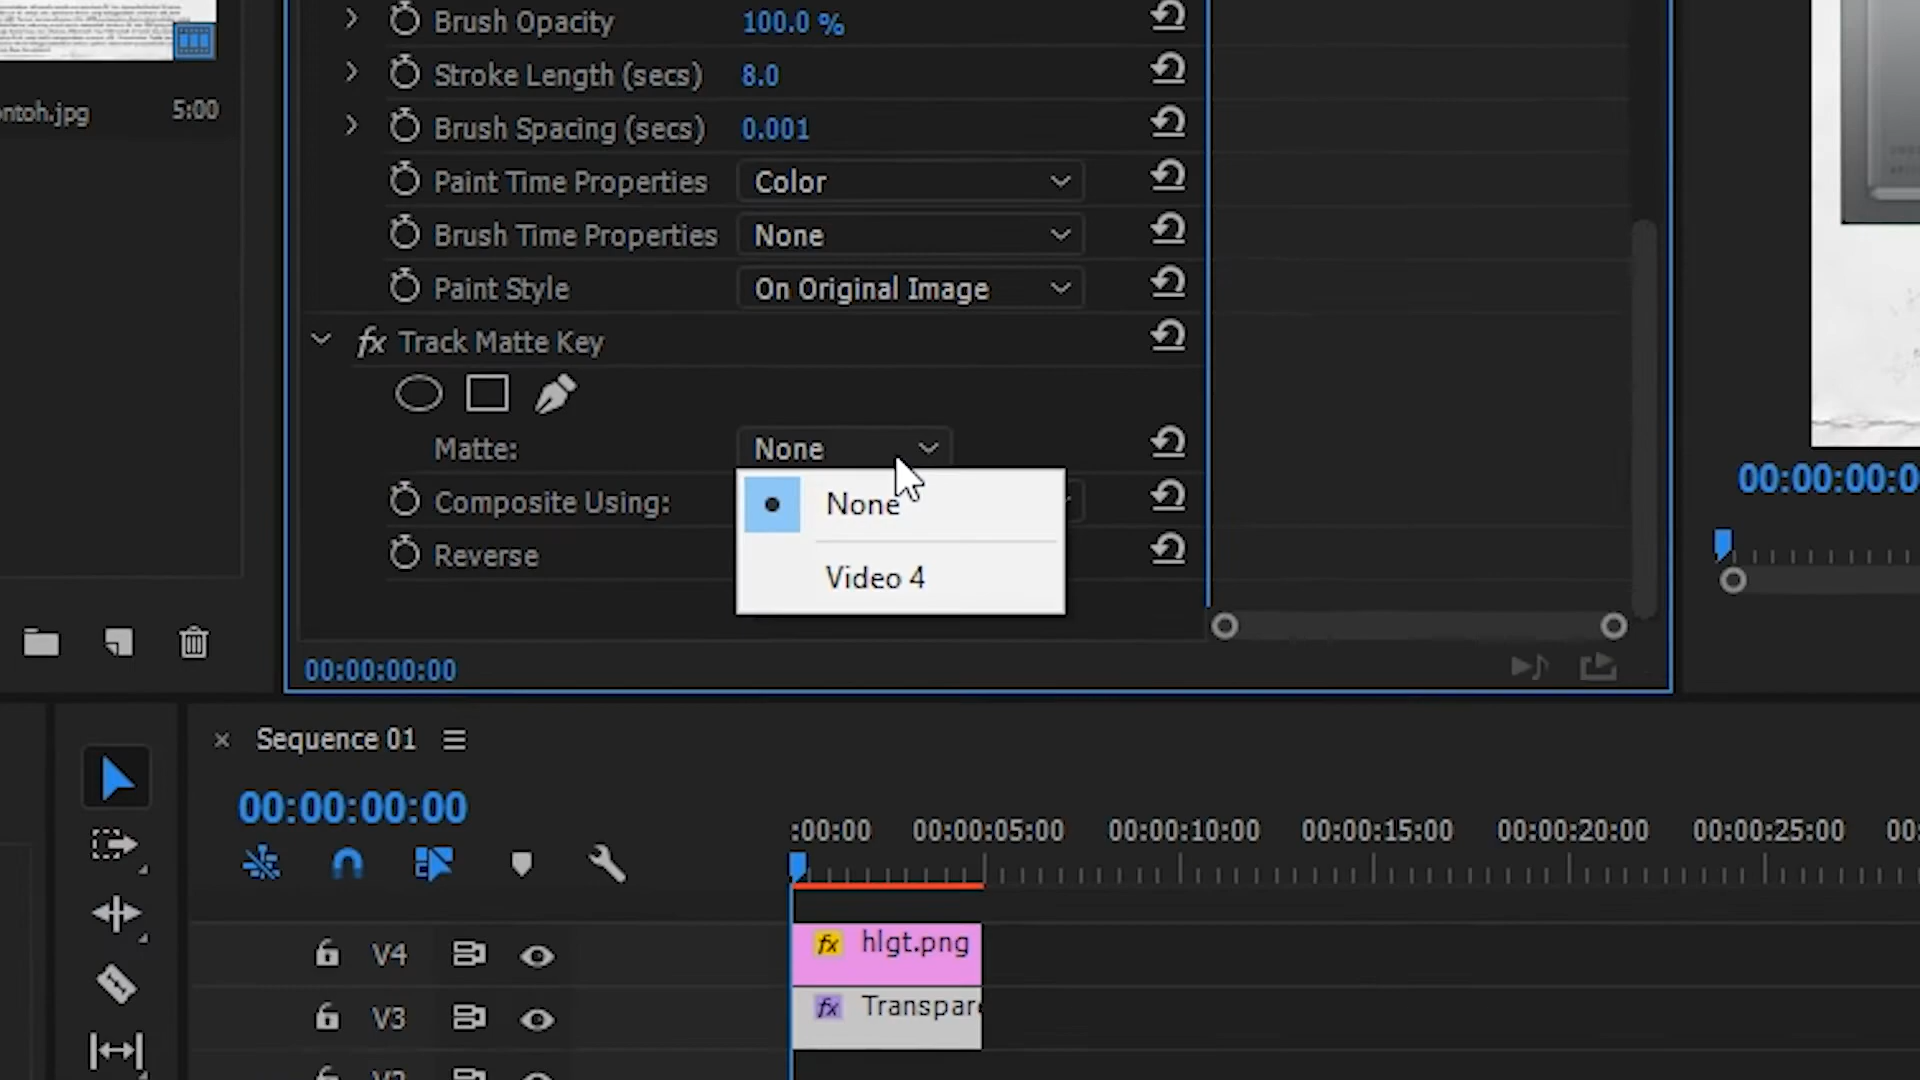 Brush Opacity 100.0 %
Stroke Length (secs) 8.0
ontoh.jpg 5:00
Brush Spacing (secs) 0.001
Paint Time Properties Color
Brush Time Properties None
Paint Style On Original Image
fx Track Matte Key
Matte: None
None
Composite Using:
Reverse
Video 4
00:00:00:0
00:00:00:00
× Sequence 01
00:00:00:00
:00:00 00:00:05:00 00:00:10:00 00:00:15:00 00:00:20:00 00:00:25:00 00:
V4 fx hlgt.png
V3 fx Transpar
V2